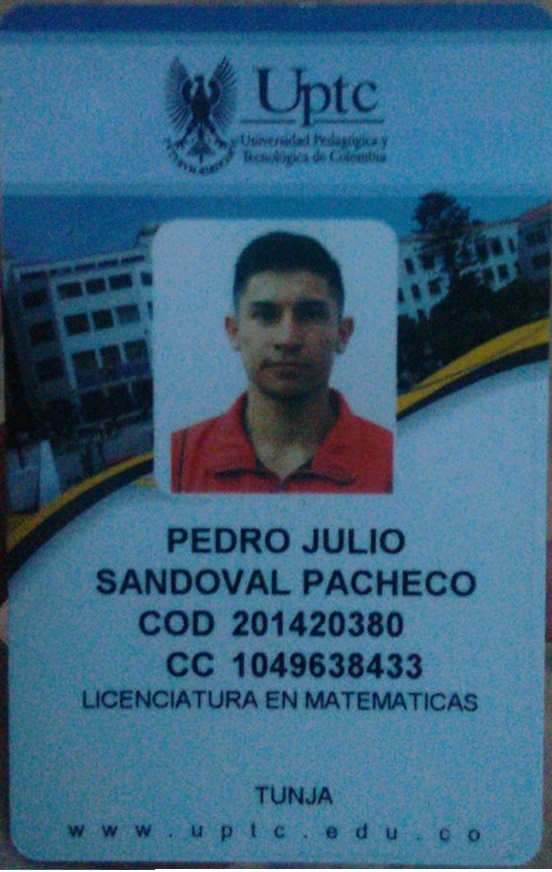 Uptc
Universidad Pedagógica y
Tecnológica de Colombia
PEDRO JULIO
SANDOVAL PACHECO
COD 201420380
CC 1049638433
LICENCIATURA EN MATEMATICAS
TUNJA
www.uptc.edu.co